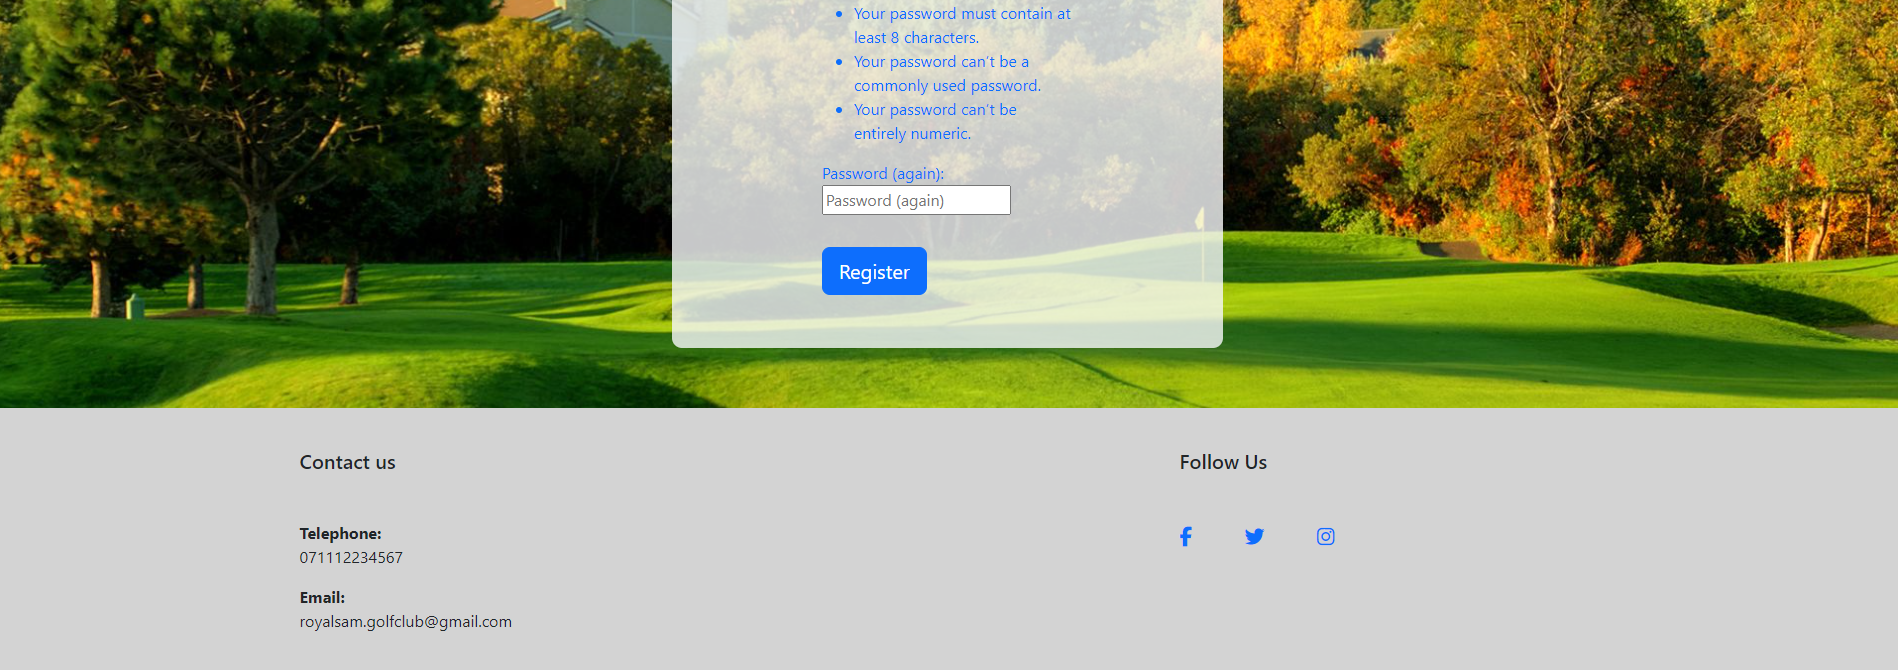 Your password must contain at
least 8 characters.
Your password can't be a
commonly used password.
Your password can't be
entirely numeric.
Password (again):
Password (again)
Register
Contact us
Follow Us
Telephone:
071112234567
Email:
royalsam.golfclub@gmail.com